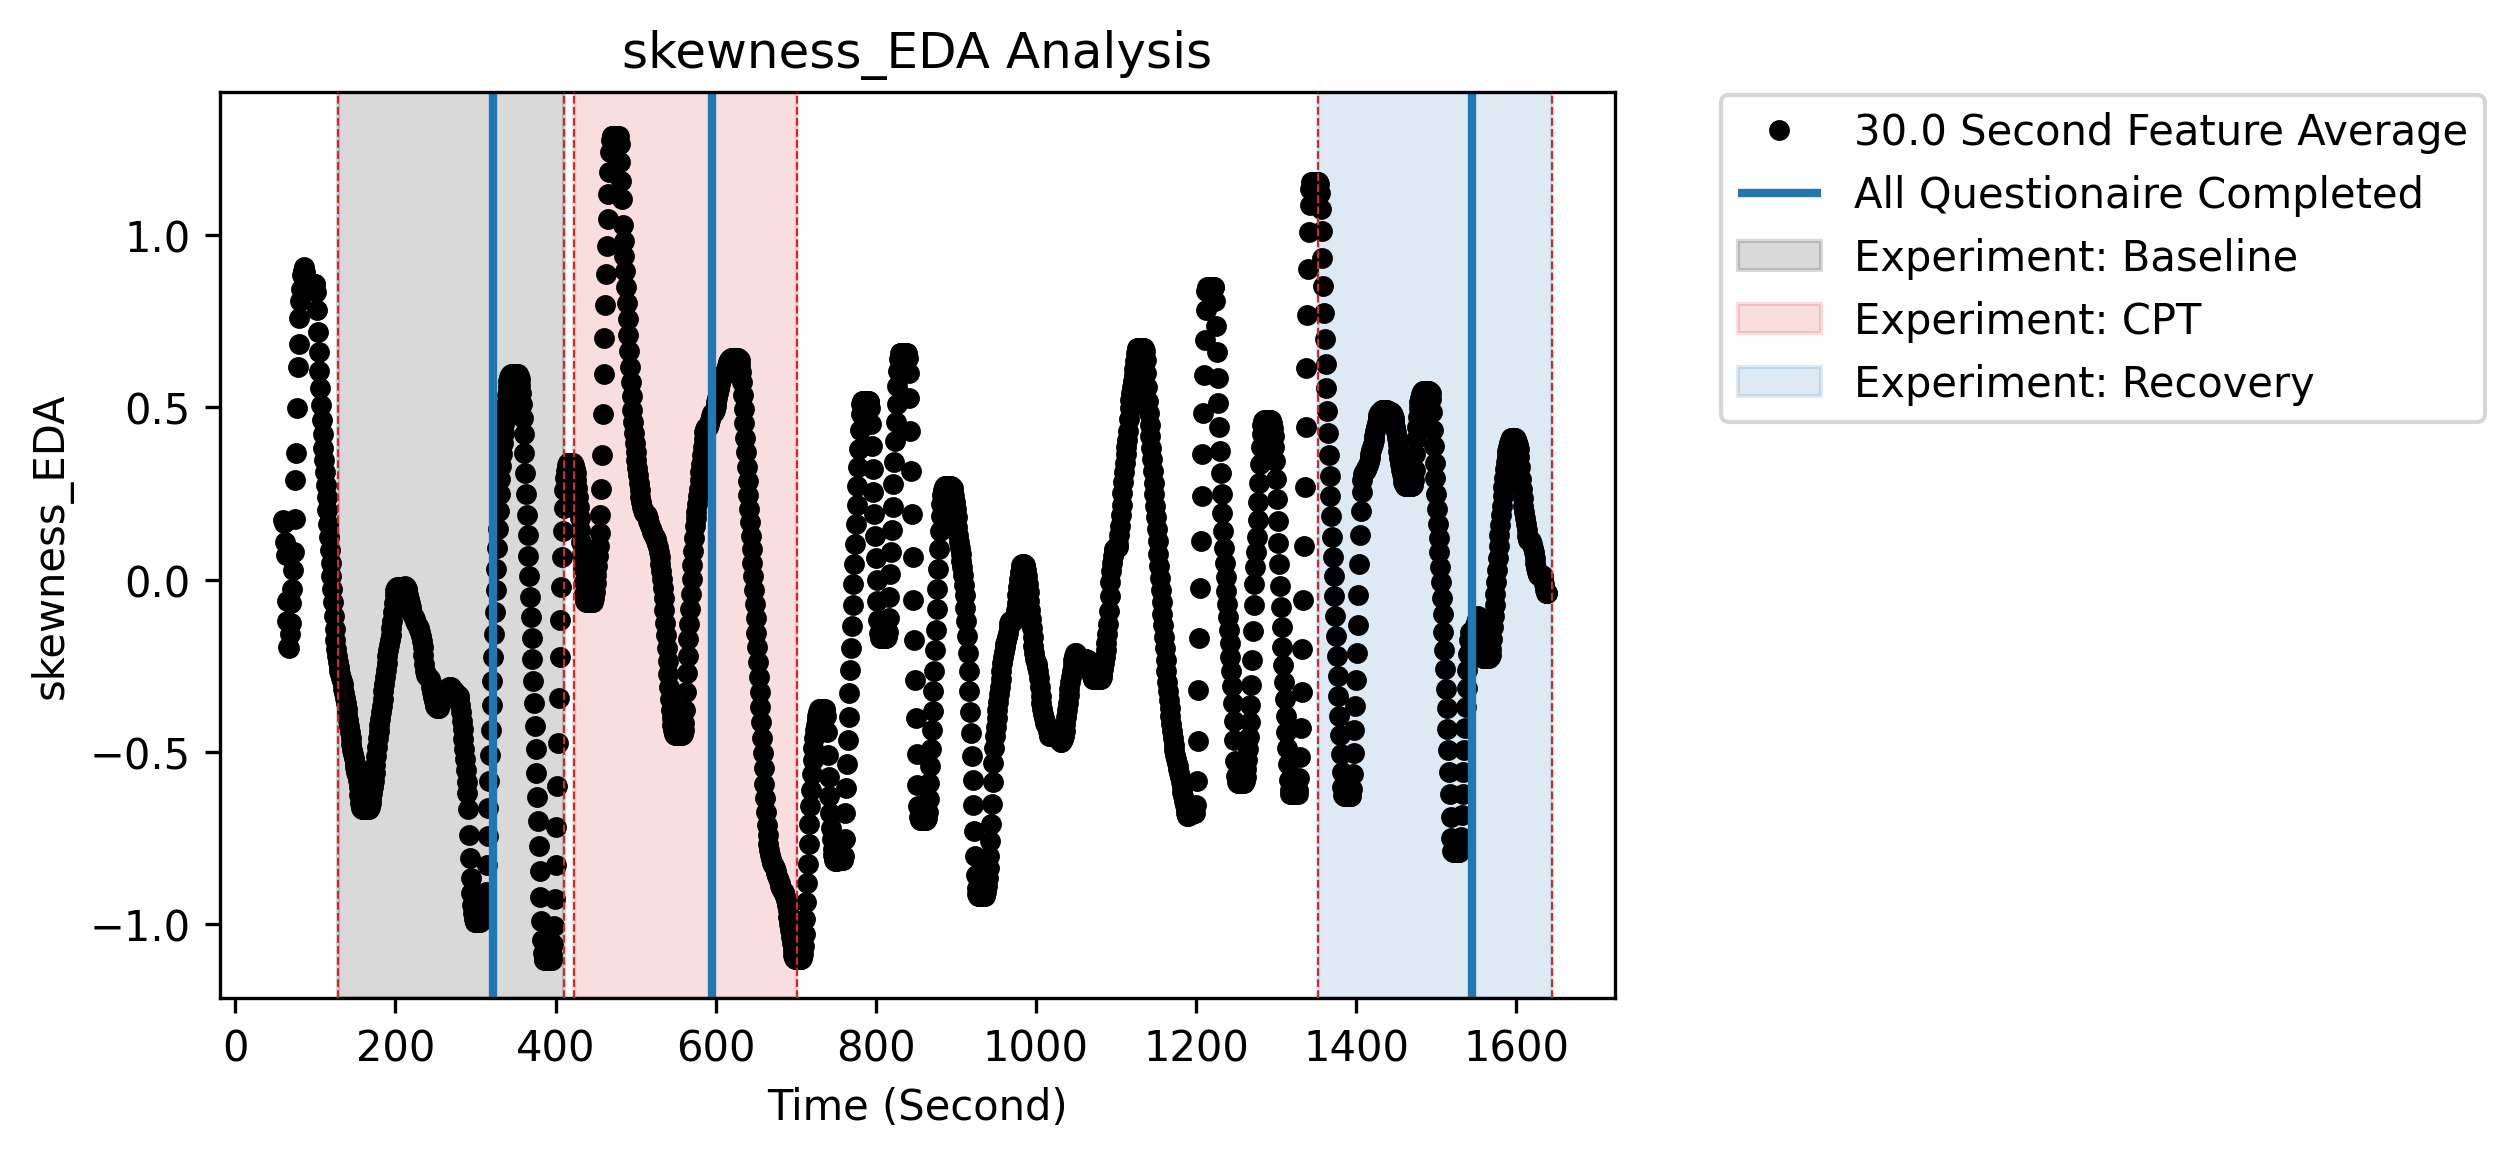 skewness_EDA Analysis
30.0 Second Feature Average
All Questionaire Completed
Experiment: Baseline
Experiment: CPT
Experiment: Recovery
skewness_EDA
1.0
0.5
0.0
−0.5
−1.0
0 200 400 600 800 1000 1200 1400 1600
Time (Second)